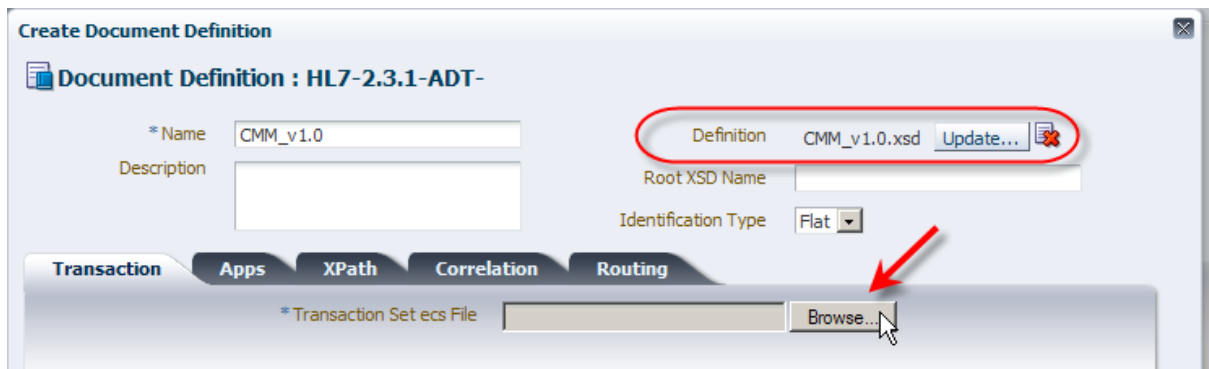 Create Document Definition
Document Definition : HL7-2.3.1-ADT-
* Name CMM_v1.0
Definition CMM_v1.0.xsd Update...
Description
Root XSD Name
Identification Type Flat
Transaction Apps XPath Correlation Routing
* Transaction Set ecs File Browse...